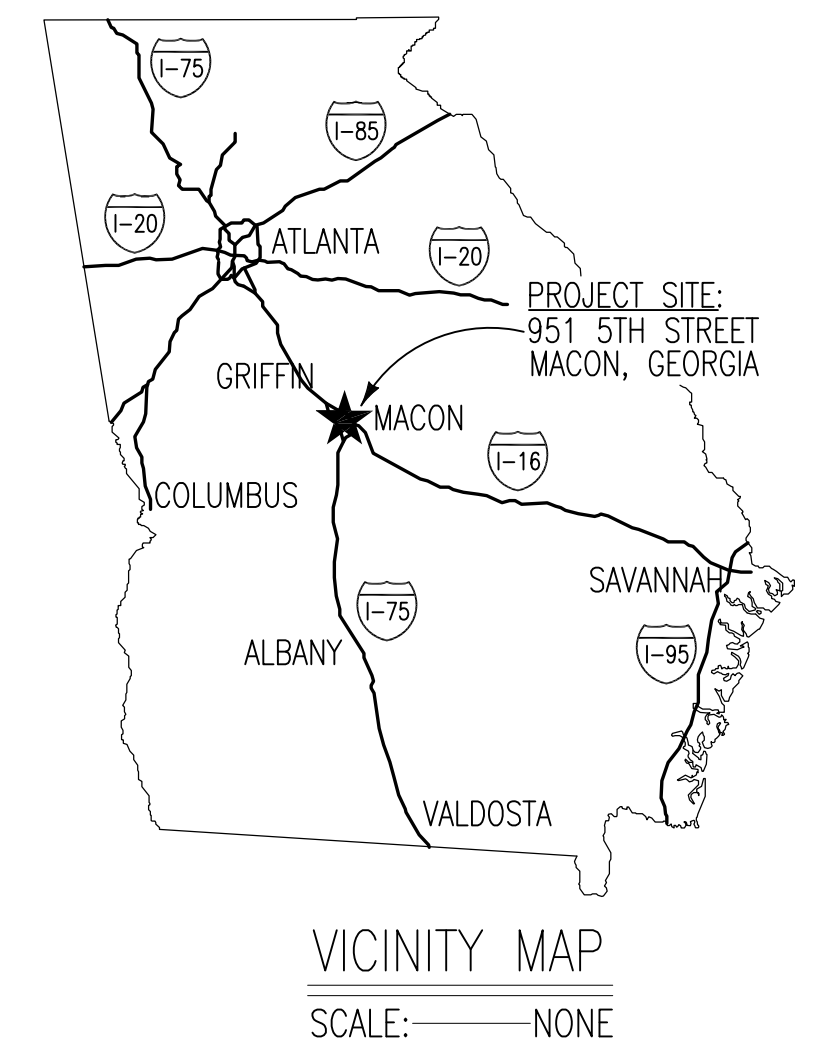 I-75
I-85
I-20
ATLANTA
I-20
PROJECT SITE:
951 5TH STREET
MACON, GEORGIA
GRIFFIN
MACON
I-16
COLUMBUS
SAVANNAH
I-75
I-95
ALBANY
VALDOSTA
VICINITY MAP
SCALE: NONE